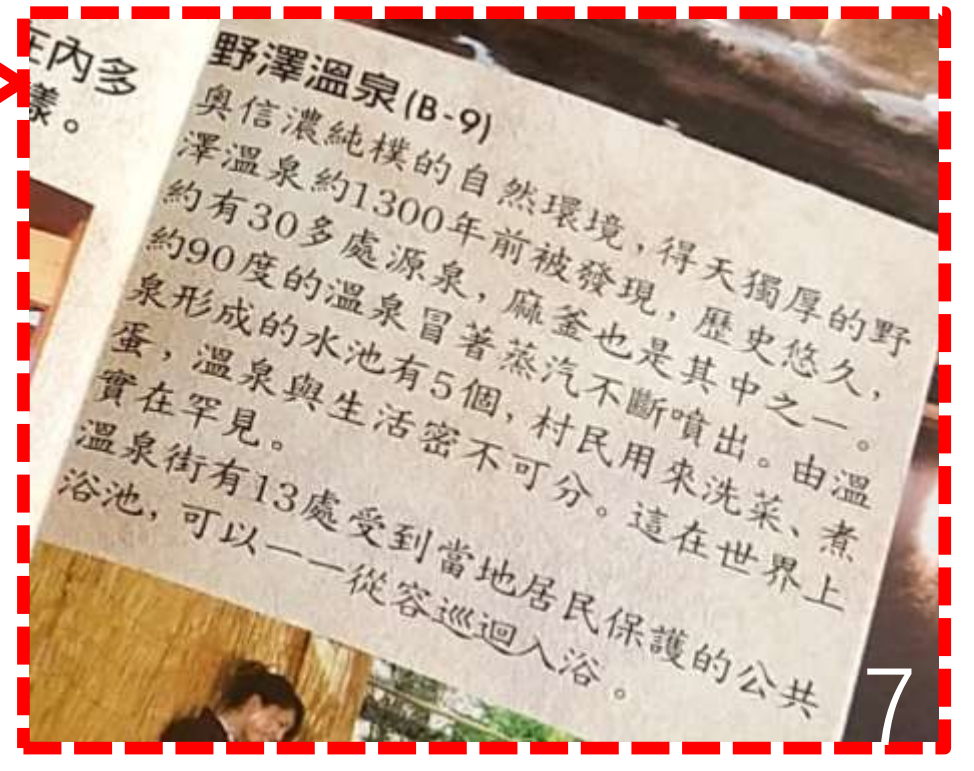 在內多
樣。
野澤溫泉(B-9)
奧信濃純樸的自然環境,得天獨厚的野
澤溫泉約1300年前被發現,歷史悠久,
約有30多處源泉,麻釜也是其中之一。
約90度的溫泉冒著蒸汽不斷噴出。由溫
泉形成的水池有5個,村民用來洗菜、煮
蛋,溫泉與生活密不可分。這在世界上
實在罕見。
溫泉街有13處受到當地居民保護的公共
浴池,可以一一從容巡迴入浴。
7